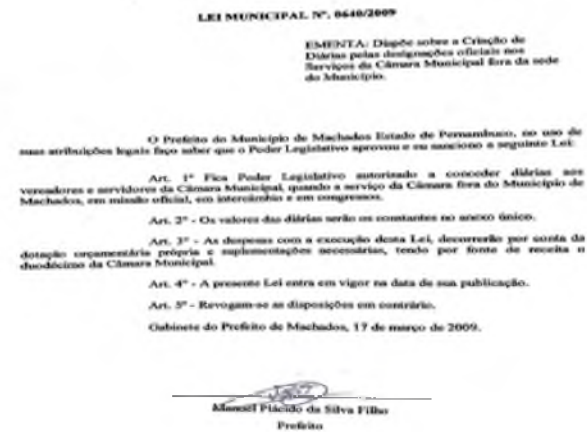 LEI MUNICIPAL Nº. 0640/2009
EMENTA: Dispõe sobre a Criação de
Diárias pelas designações oficiais nos
Serviços da Câmara Municipal fora da sede
do Município.
O Prefeito do Município de Machados Estado de Pernambuco, no uso de
suas atribuições legais faço saber que o Poder Legislativo aprovou e eu sanciono a seguinte Lei:
Art. 1º Fica Poder Legislativo autorizado a conceder diárias aos
vereadores e servidores da Câmara Municipal, quando a serviço da Câmara fora do Município de
Machados, em missão oficial, em intercâmbio e em congressos.
Art. 2º - Os valores das diárias serão os constantes no anexo único.
Art. 3º - As despesas com a execução desta Lei, decorrerão por conta da
dotação orçamentária própria e suplementações necessárias, tendo por fonte de receita o
duodécimo da Câmara Municipal.
Art. 4º - A presente Lei entra em vigor na data de sua publicação.
Art. 5º - Revogam-se as disposições em contrário.
Gabinete do Prefeito de Machados, 17 de março de 2009.
Manoel Plácido da Silva Filho
Prefeito